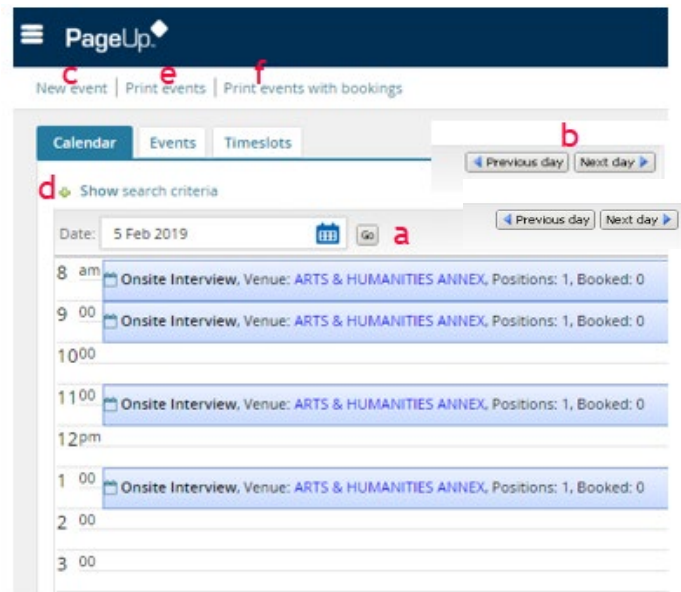 PageUp
c e f
New event | Print events | Print events with bookings
b
Calendar Events Timeslots
Previous day Next day
d Show search criteria
Previous day Next day
Date: 5 Feb 2019 Go a
8 am Onsite Interview, Venue: ARTS & HUMANITIES ANNEX, Positions: 1, Booked: 0
9 00 Onsite Interview, Venue: ARTS & HUMANITIES ANNEX, Positions: 1, Booked: 0
10 00
11 00 Onsite Interview, Venue: ARTS & HUMANITIES ANNEX, Positions: 1, Booked: 0
12 pm
1 00 Onsite Interview, Venue: ARTS & HUMANITIES ANNEX, Positions: 1, Booked: 0
2 00
3 00